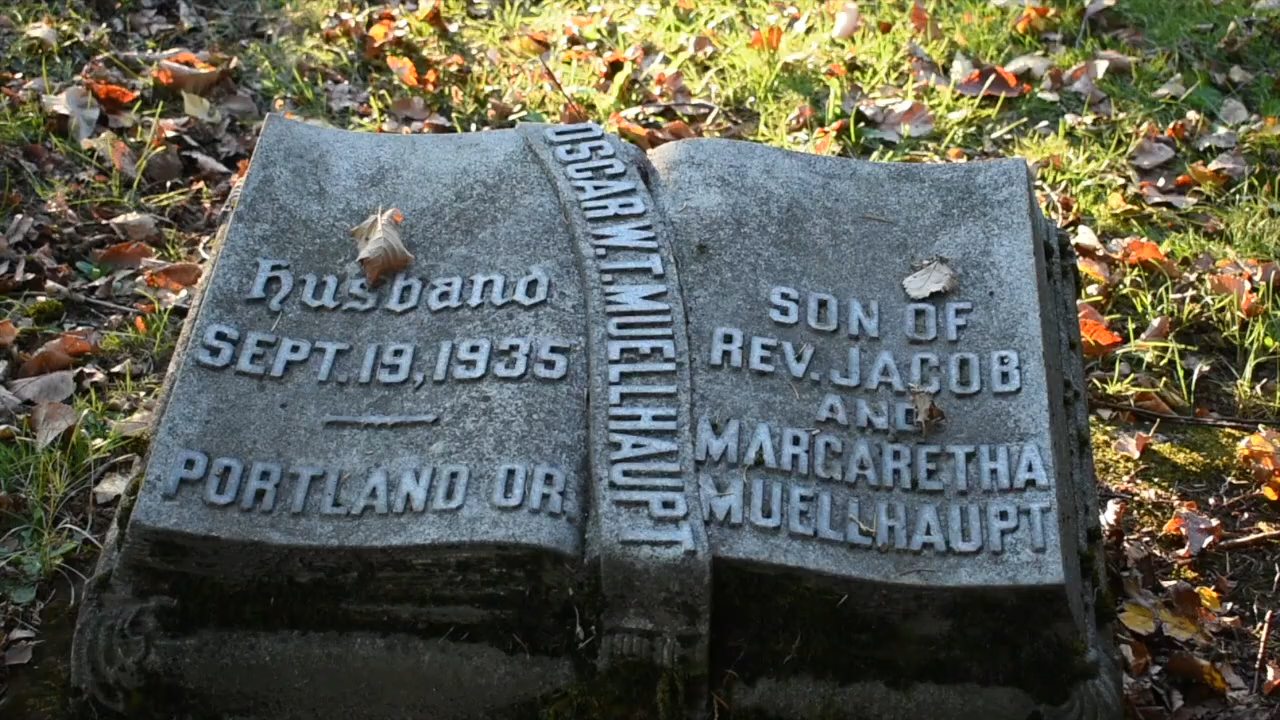 Husband
SEPT. 19, 1935
PORTLAND OR.
OSCAR W. T. MUELLHAUPT
SON OF
REV. JACOB
AND
MARGARETHA
MUELLHAUPT